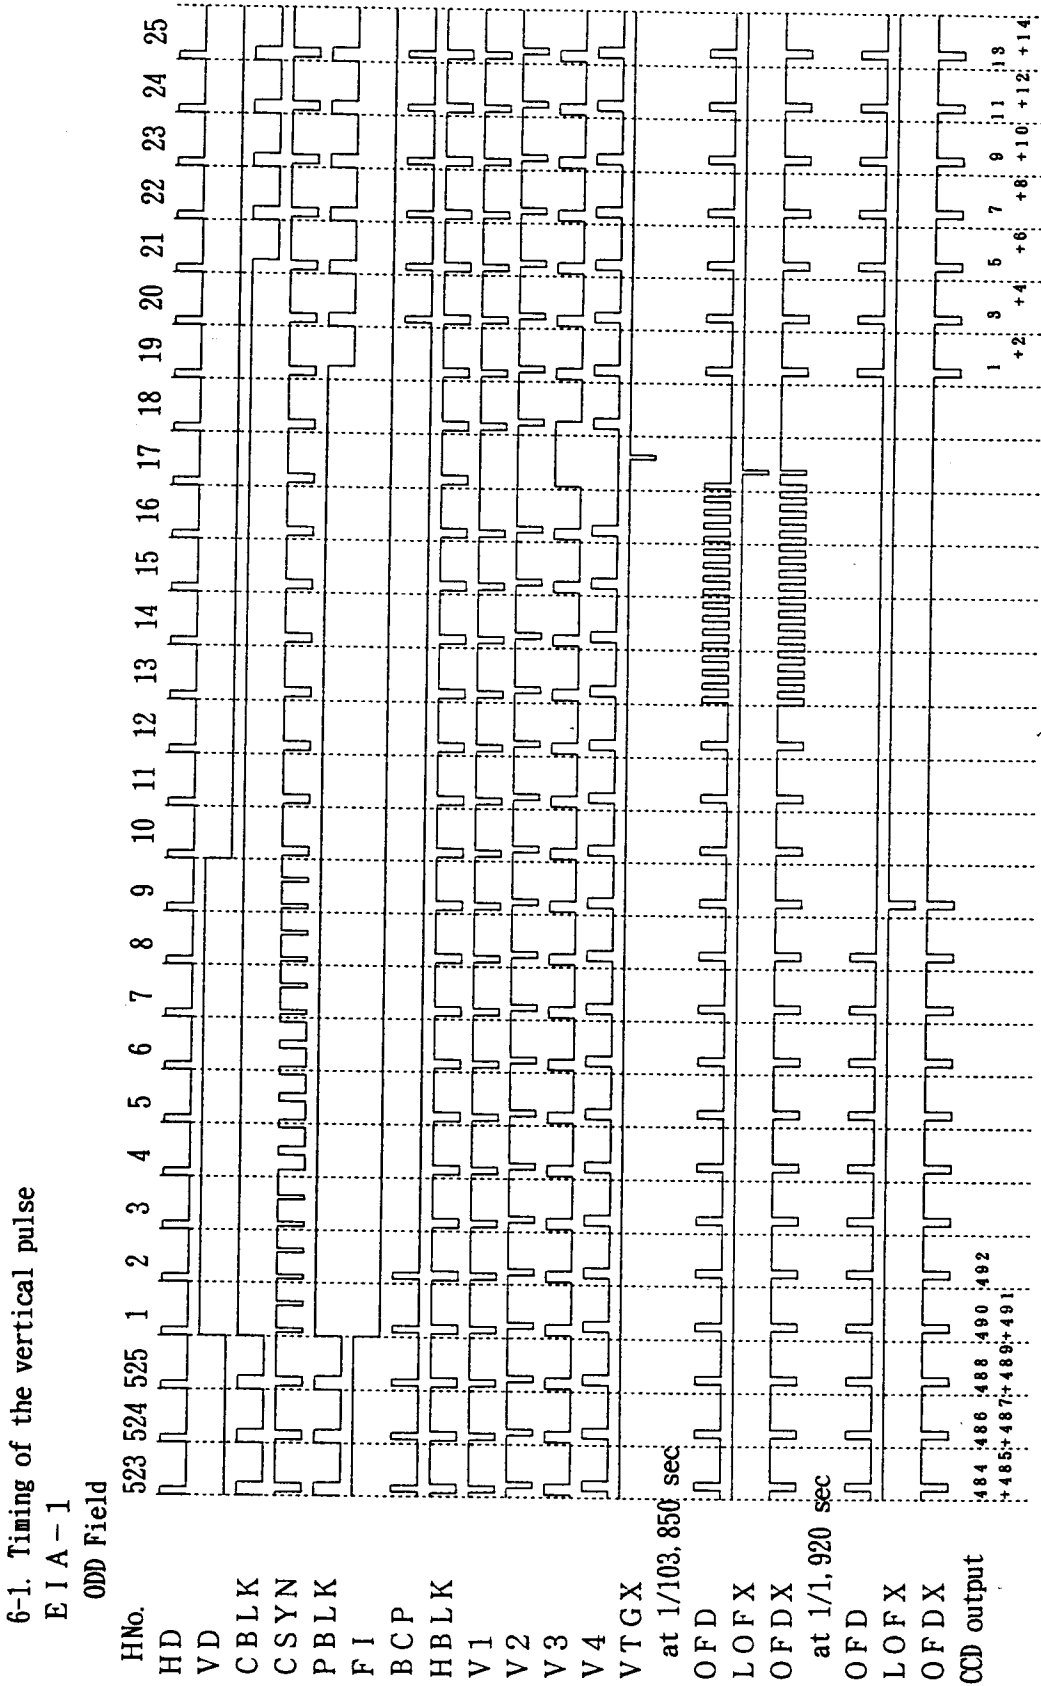 6-1. Timing of the vertical pulse
EIA-1
ODD Field
HNo. 523 524 525 1 2 3 4 5 6 7 8 9 10 11 12 13 14 15 16 17 18 19 20 21 22 23 24 25
HD
VD
CBLK
CSYN
PBLK
FI
BCP
HBLK
V1
V2
V3
V4
VTGX
at 1/103,850 sec
OFD
LOFX
OFDX
at 1/1,920 sec
OFD
LOFX
OFDX
CCD output 484 486 488 490 492 1 3 5 7 9 11 13
+485 +487 +489 +491 +2 +4 +6 +8 +10 +12 +14